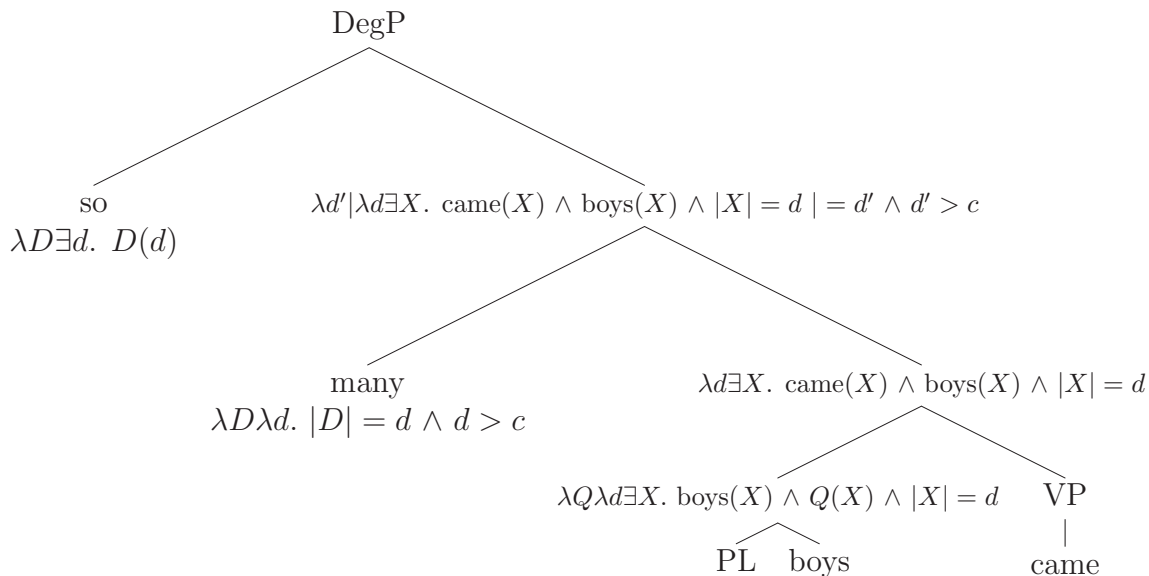 DegP
so
λD∃d. D(d)
λd′|λd∃X. came(X) ∧ boys(X) ∧ |X| = d | = d′ ∧ d′ > c
many
λDλd. |D| = d ∧ d > c
λd∃X. came(X) ∧ boys(X) ∧ |X| = d
λQλd∃X. boys(X) ∧ Q(X) ∧ |X| = d
VP
PL boys
came